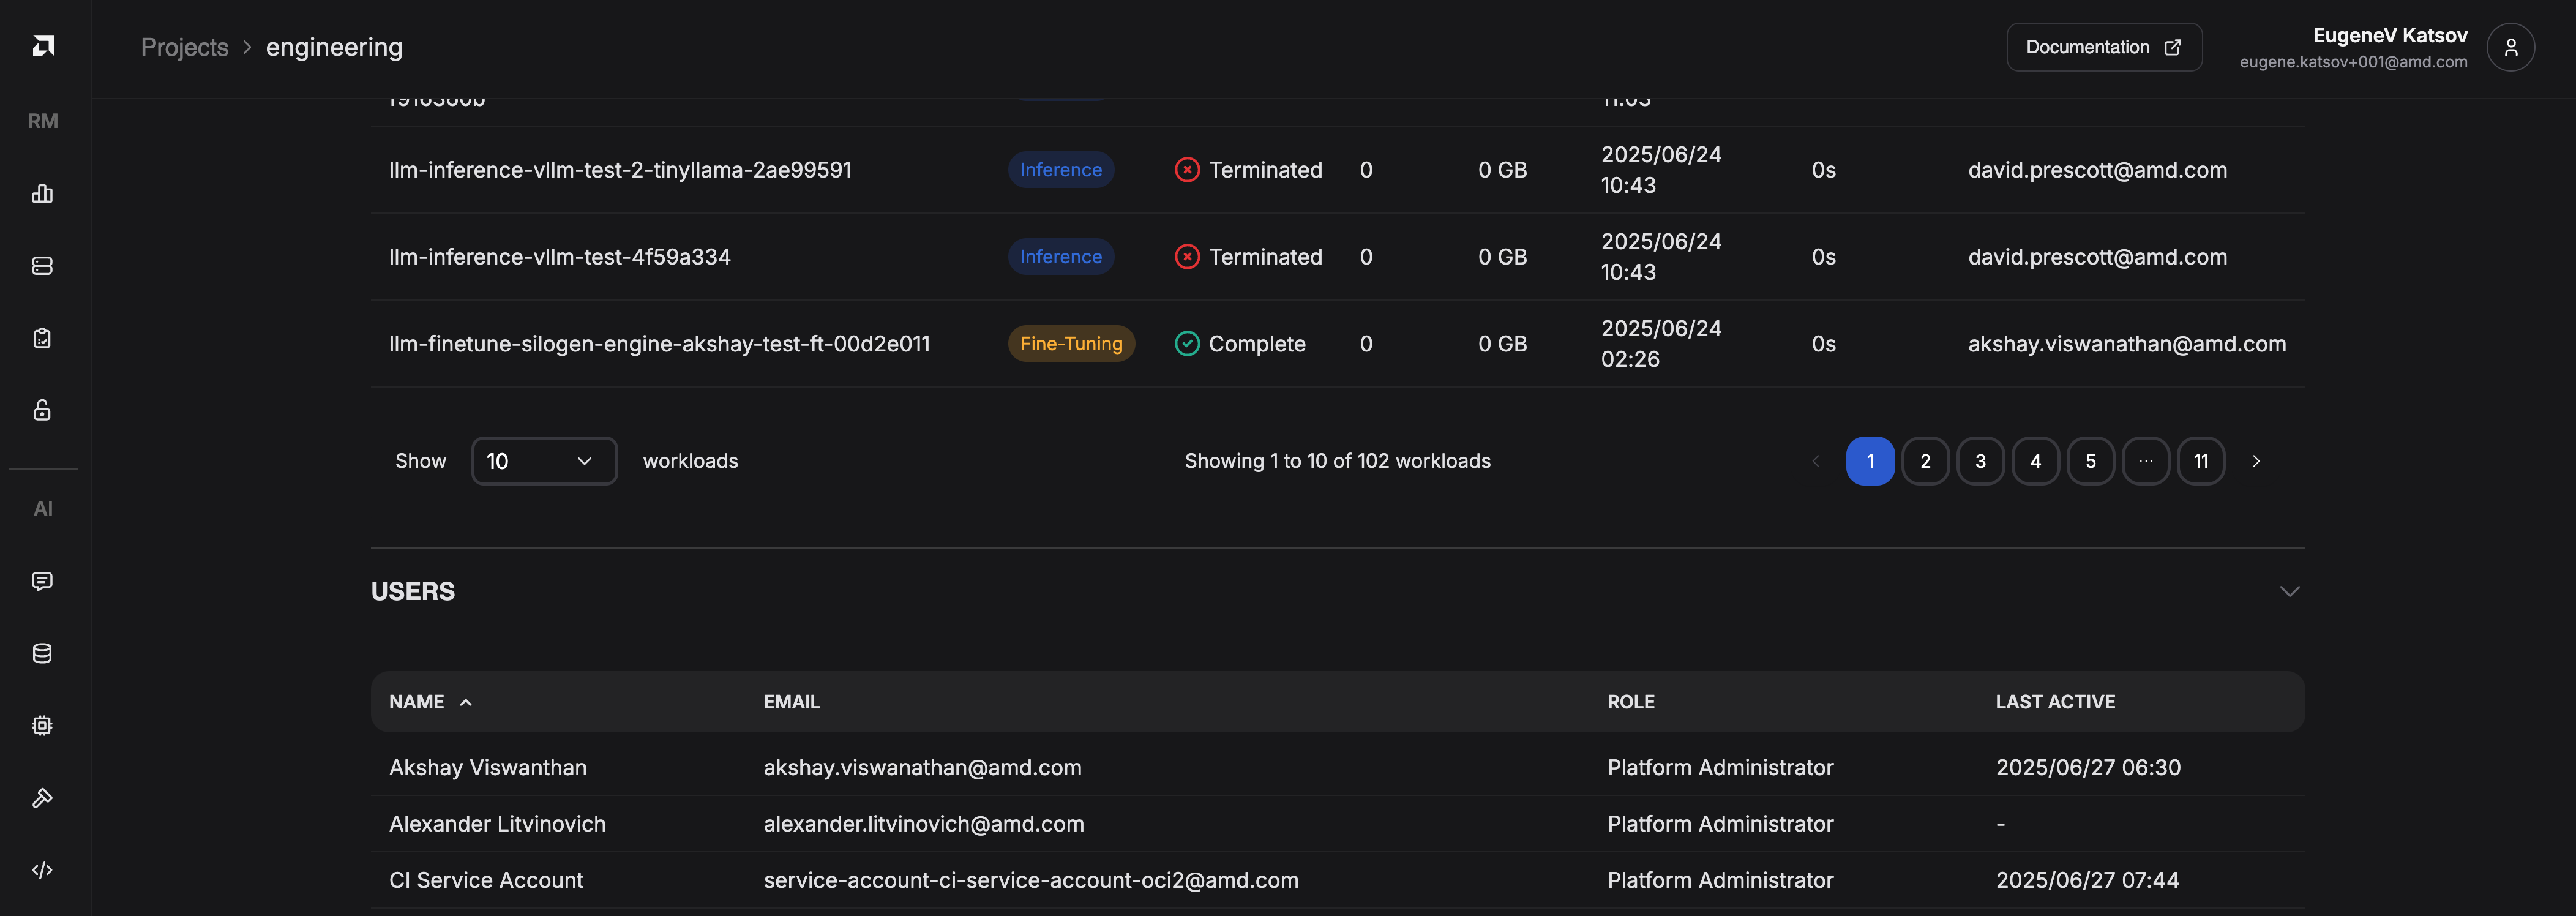 Projects > engineering
Documentation
EugeneV Katsov
eugene.katsov+001@amd.com
RM
AI
llm-inference-vllm-test-2-tinyllama-2ae99591 Inference Terminated 0 0 GB 2025/06/24 10:43 0s david.prescott@amd.com
llm-inference-vllm-test-4f59a334 Inference Terminated 0 0 GB 2025/06/24 10:43 0s david.prescott@amd.com
llm-finetune-silogen-engine-akshay-test-ft-00d2e011 Fine-Tuning Complete 0 0 GB 2025/06/24 02:26 0s akshay.viswanathan@amd.com
Show 10 workloads Showing 1 to 10 of 102 workloads 1 2 3 4 5 ... 11
USERS
NAME EMAIL ROLE LAST ACTIVE
Akshay Viswanthan akshay.viswanathan@amd.com Platform Administrator 2025/06/27 06:30
Alexander Litvinovich alexander.litvinovich@amd.com Platform Administrator -
CI Service Account service-account-ci-service-account-oci2@amd.com Platform Administrator 2025/06/27 07:44